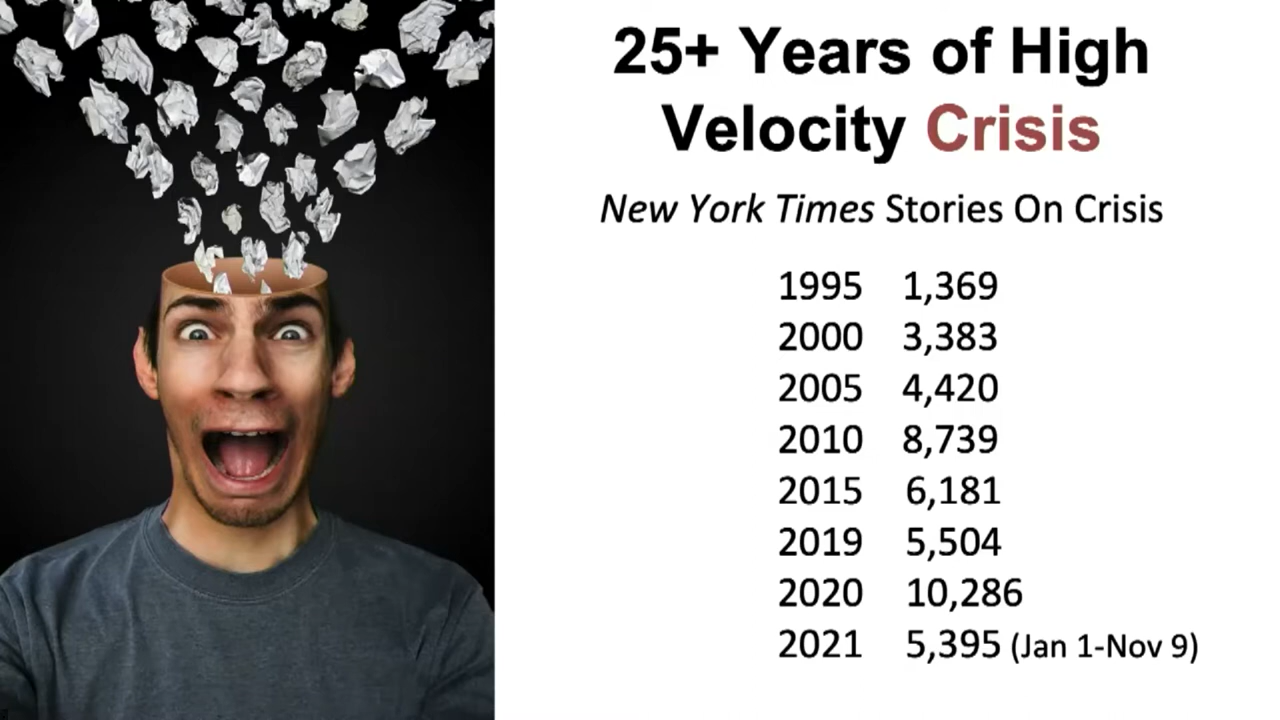 25+ Years of High
Velocity Crisis
New York Times Stories On Crisis
1995 1,369
2000 3,383
2005 4,420
2010 8,739
2015 6,181
2019 5,504
2020 10,286
2021 5,395 (Jan 1-Nov 9)